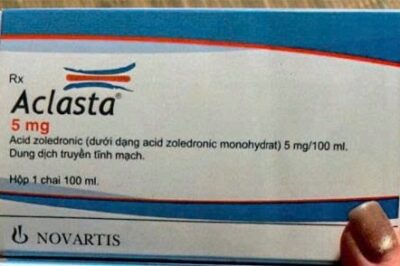 Rx
Aclasta®
5 mg
Acid zoledronic (dưới dạng acid zoledronic monohydrat) 5 mg/100 ml.
Dung dịch truyền tĩnh mạch.
Hộp 1 chai 100 ml.
NOVARTIS